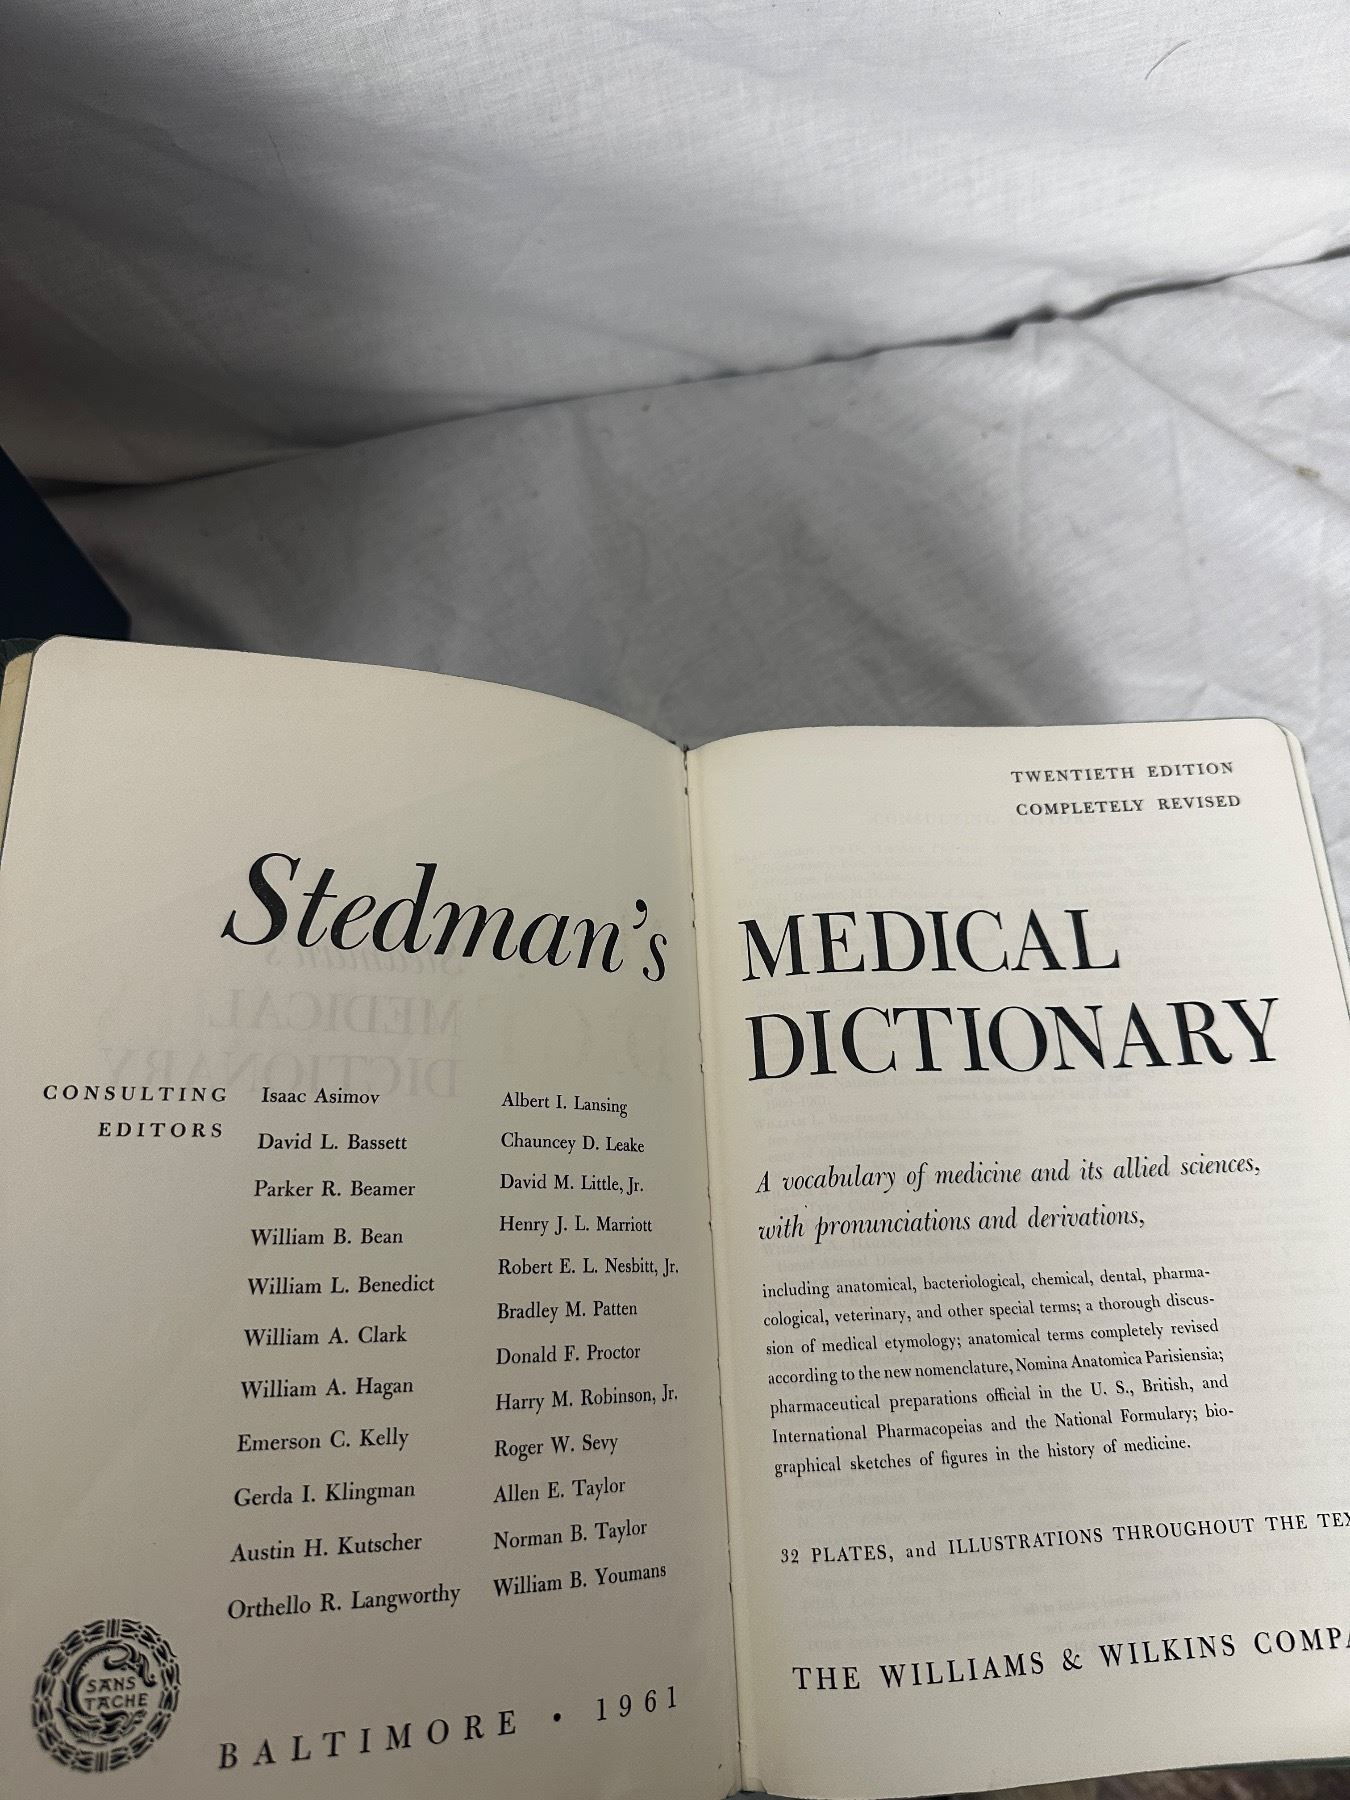 Stedman's
CONSULTING
EDITORS
Isaac Asimov
David L. Bassett
Parker R. Beamer
William B. Bean
William L. Benedict
William A. Clark
William A. Hagan
Emerson C. Kelly
Gerda I. Klingman
Austin H. Kutscher
Orthello R. Langworthy
Albert I. Lansing
Chauncey D. Leake
David M. Little, Jr.
Henry J. L. Marriott
Robert E. L. Nesbitt, Jr.
Bradley M. Patten
Donald F. Proctor
Harry M. Robinson, Jr.
Roger W. Sevy
Allen E. Taylor
Norman B. Taylor
William B. Youmans
SANS
TACHE
BALTIMORE • 1961
TWENTIETH EDITION
COMPLETELY REVISED
MEDICAL
DICTIONARY
A vocabulary of medicine and its allied sciences,
with pronunciations and derivations,
including anatomical, bacteriological, chemical, dental, pharma-
cological, veterinary, and other special terms; a thorough discus-
sion of medical etymology; anatomical terms completely revised
according to the new nomenclature, Nomina Anatomica Parisiensia;
pharmaceutical preparations official in the U. S., British, and
International Pharmacopeias and the National Formulary; bio-
graphical sketches of figures in the history of medicine.
32 PLATES, and ILLUSTRATIONS THROUGHOUT THE TEX
THE WILLIAMS & WILKINS COMPA